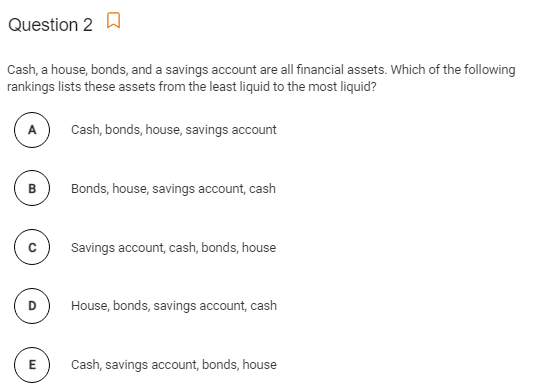 Question 2
Cash, a house, bonds, and a savings account are all financial assets. Which of the following
rankings lists these assets from the least liquid to the most liquid?
A Cash, bonds, house, savings account
B Bonds, house, savings account, cash
C Savings account, cash, bonds, house
D House, bonds, savings account, cash
E Cash, savings account, bonds, house